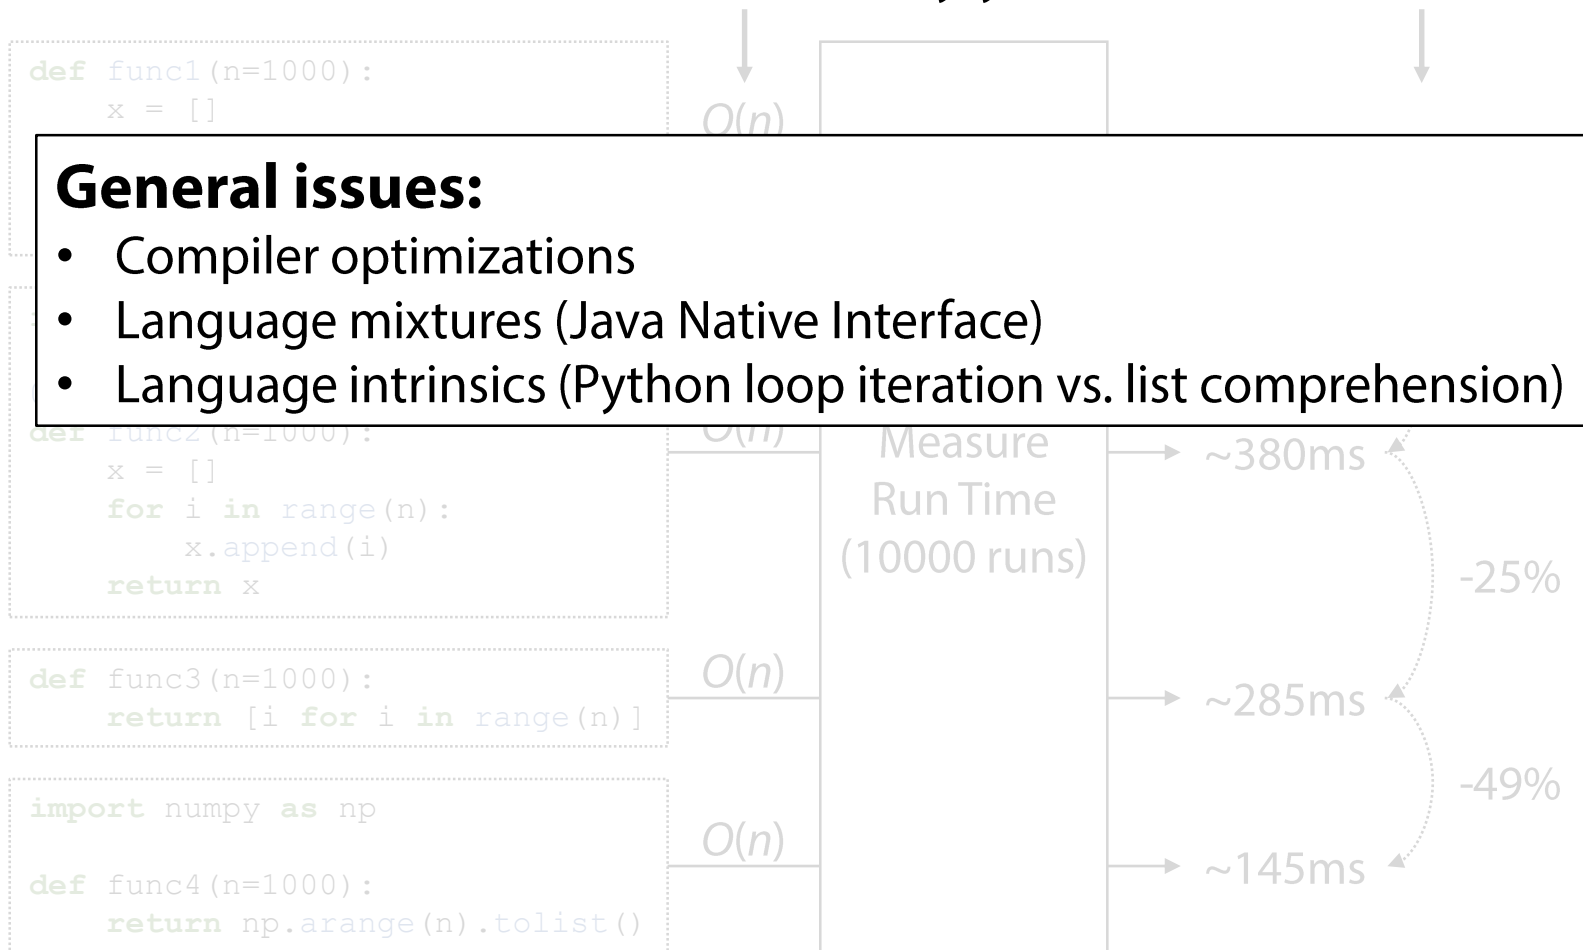 def func1(n=1000):
    x = []
O(n)
General issues:
• Compiler optimizations
• Language mixtures (Java Native Interface)
• Language intrinsics (Python loop iteration vs. list comprehension)
def func2(n=1000):
    x = []
    for i in range(n):
        x.append(i)
    return x
O(n)
Measure
Run Time
(10000 runs)
~380ms
-25%
def func3(n=1000):
    return [i for i in range(n)]
O(n)
~285ms
-49%
import numpy as np
def func4(n=1000):
    return np.arange(n).tolist()
O(n)
~145ms